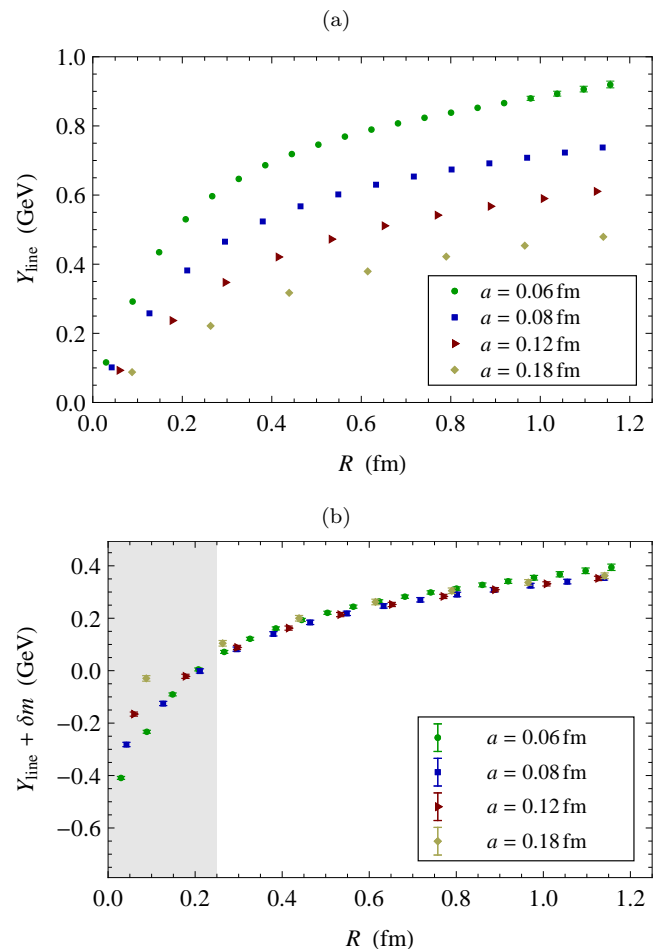 (a)
1.0
0.8
0.6
0.4
0.2
0.0
Y_line (GeV)
a = 0.06 fm
a = 0.08 fm
a = 0.12 fm
a = 0.18 fm
0.0 0.2 0.4 0.6 0.8 1.0 1.2
R (fm)
(b)
0.4
0.2
0.0
−0.2
−0.4
−0.6
Y_line + δm (GeV)
a = 0.06 fm
a = 0.08 fm
a = 0.12 fm
a = 0.18 fm
0.0 0.2 0.4 0.6 0.8 1.0 1.2
R (fm)